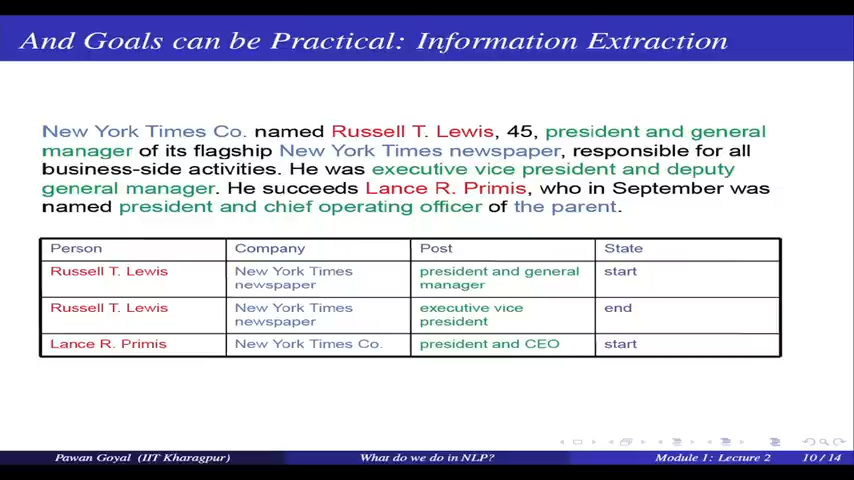 And Goals can be Practical: Information Extraction
New York Times Co. named Russell T. Lewis, 45, president and general
manager of its flagship New York Times newspaper, responsible for all
business-side activities. He was executive vice president and deputy
general manager. He succeeds Lance R. Primis, who in September was
named president and chief operating officer of the parent.
Person Company Post State
Russell T. Lewis New York Times newspaper president and general manager start
Russell T. Lewis New York Times newspaper executive vice president end
Lance R. Primis New York Times Co. president and CEO start
Pawan Goyal (IIT Kharagpur) What do we do in NLP? Module 1: Lecture 2 10 / 14